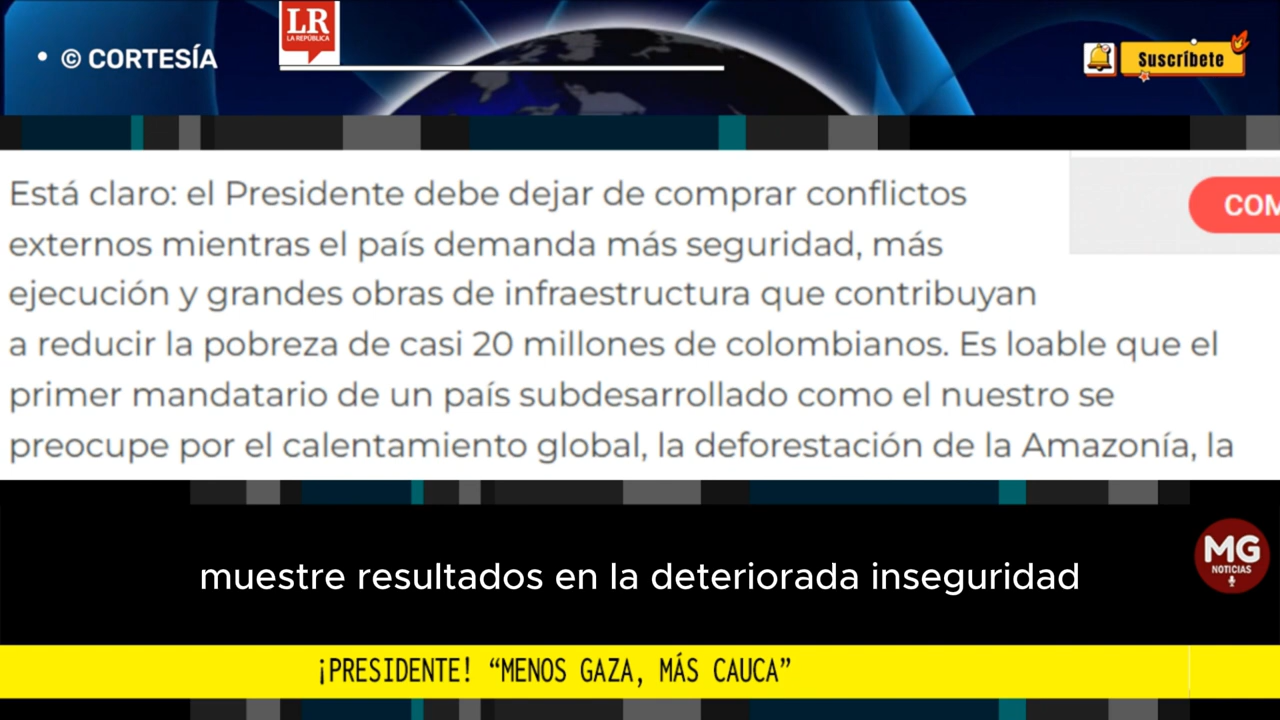 • © CORTESÍA
LR
LA REPÚBLICA
Suscríbete
Está claro: el Presidente debe dejar de comprar conflictos
externos mientras el país demanda más seguridad, más
ejecución y grandes obras de infraestructura que contribuyan
a reducir la pobreza de casi 20 millones de colombianos. Es loable que el
primer mandatario de un país subdesarrollado como el nuestro se
preocupe por el calentamiento global, la deforestación de la Amazonía, la
COM
muestre resultados en la deteriorada inseguridad
MG
NOTICIAS
¡PRESIDENTE! “MENOS GAZA, MÁS CAUCA”